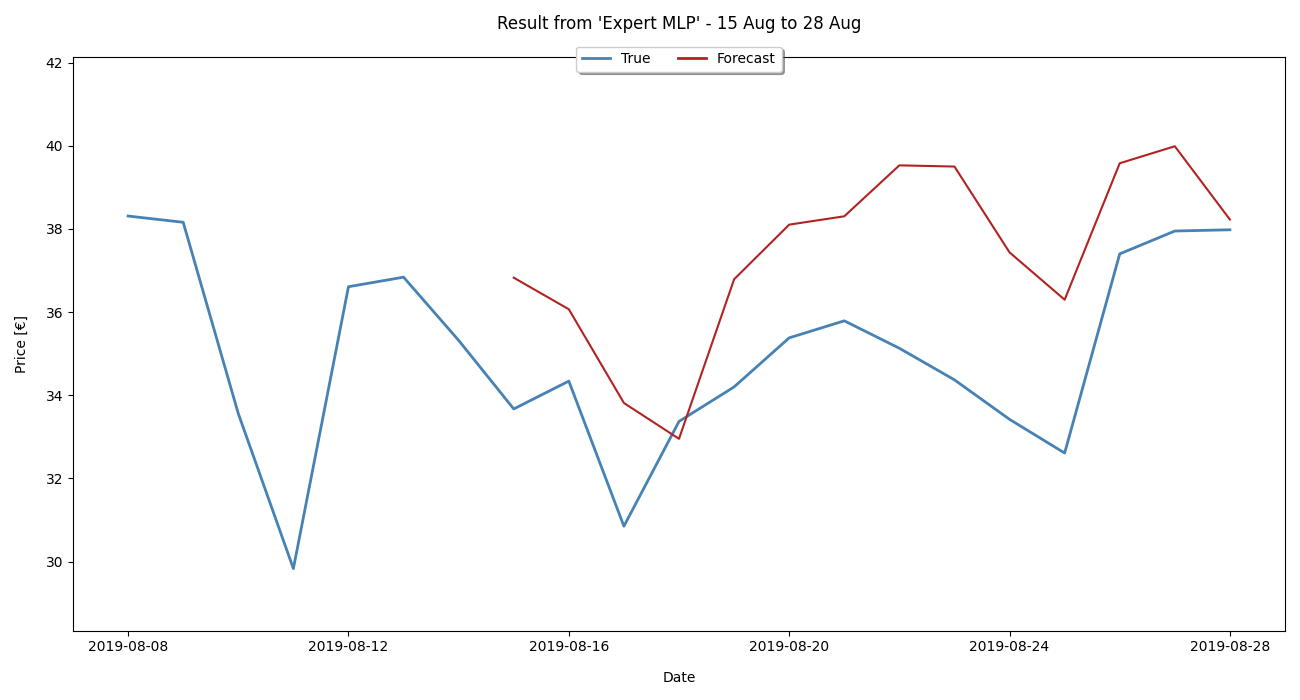 Result from 'Expert MLP' - 15 Aug to 28 Aug
True Forecast
42
40
38
36
34
32
30
Price [€]
2019-08-08 2019-08-12 2019-08-16 2019-08-20 2019-08-24 2019-08-28
Date